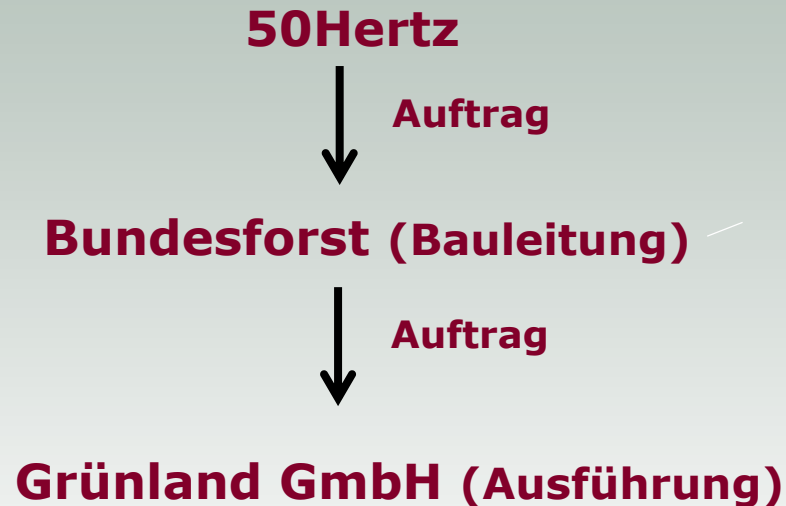 50Hertz
Auftrag
Bundesforst (Bauleitung)
Auftrag
Grünland GmbH (Ausführung)